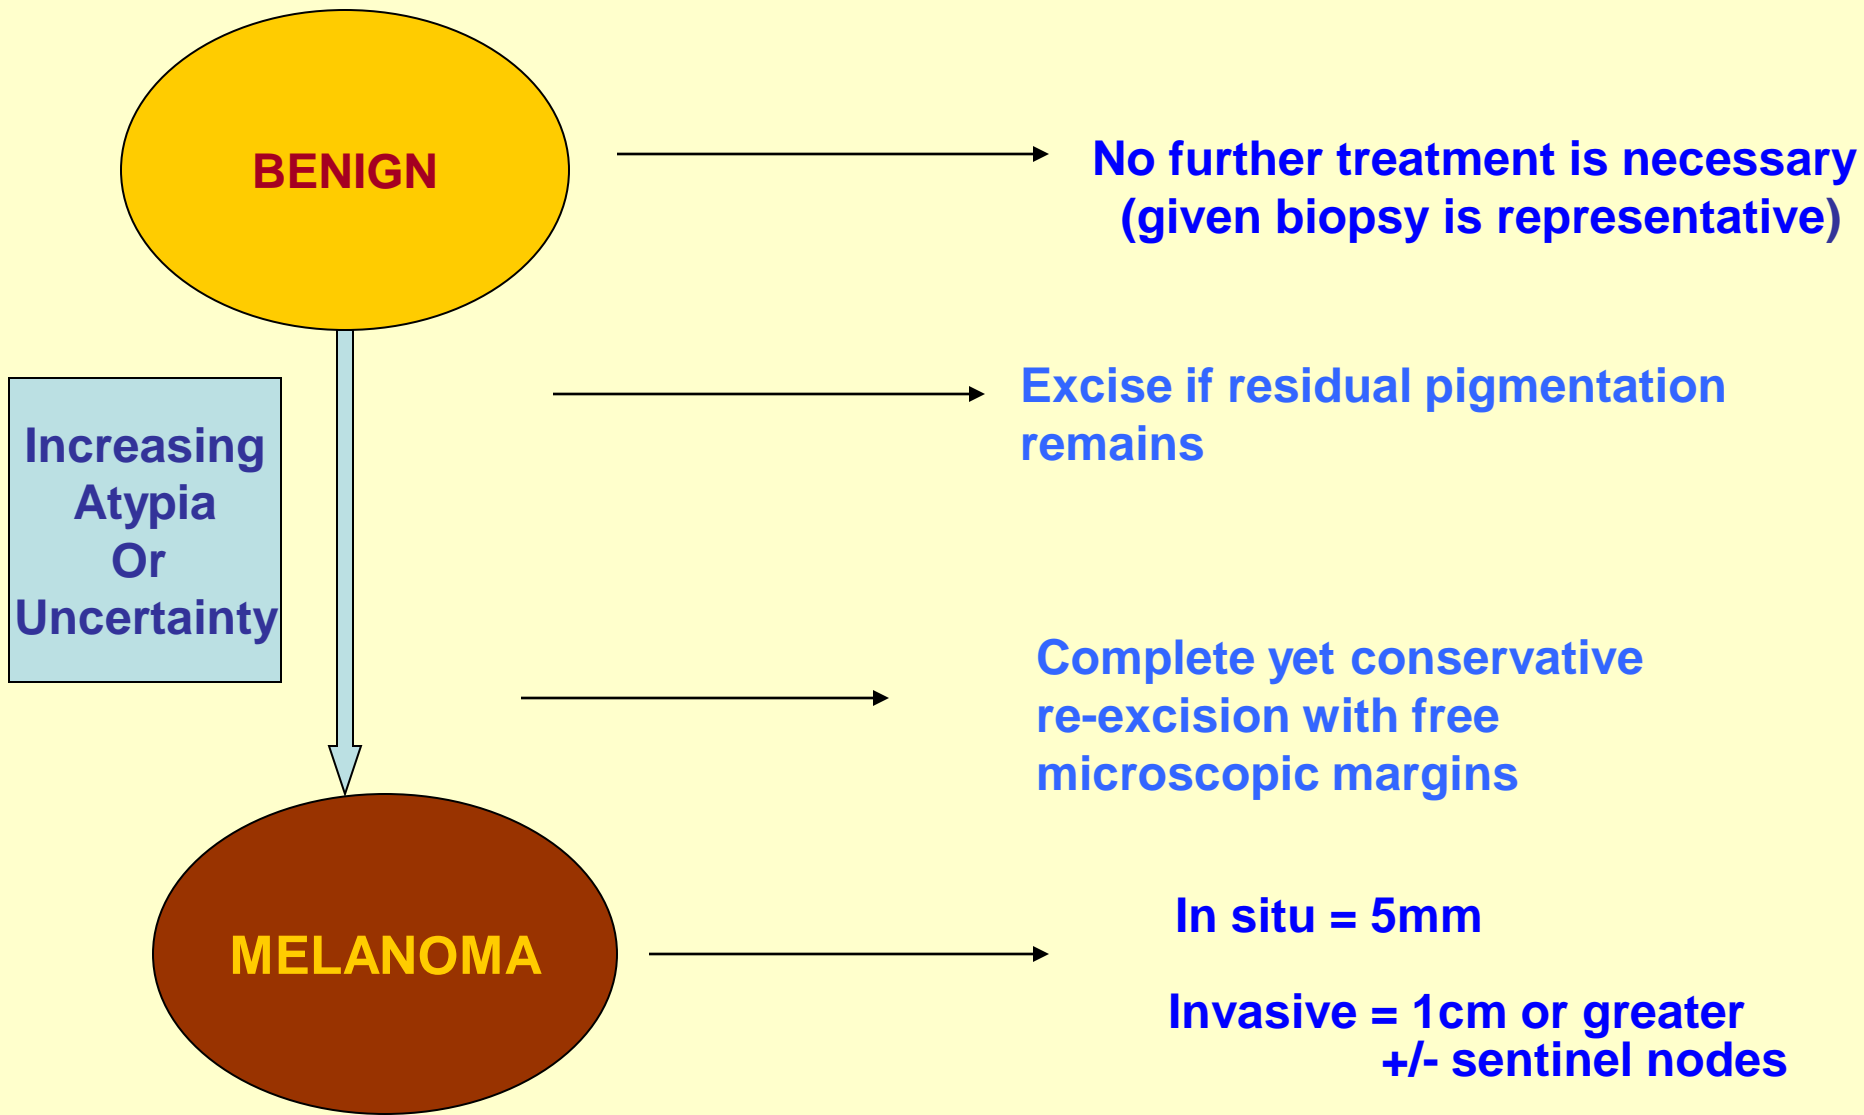 BENIGN
No further treatment is necessary
(given biopsy is representative)
Increasing
Atypia
Or
Uncertainty
Excise if residual pigmentation
remains
Complete yet conservative
re-excision with free
microscopic margins
MELANOMA
In situ = 5mm
Invasive = 1cm or greater
+/- sentinel nodes